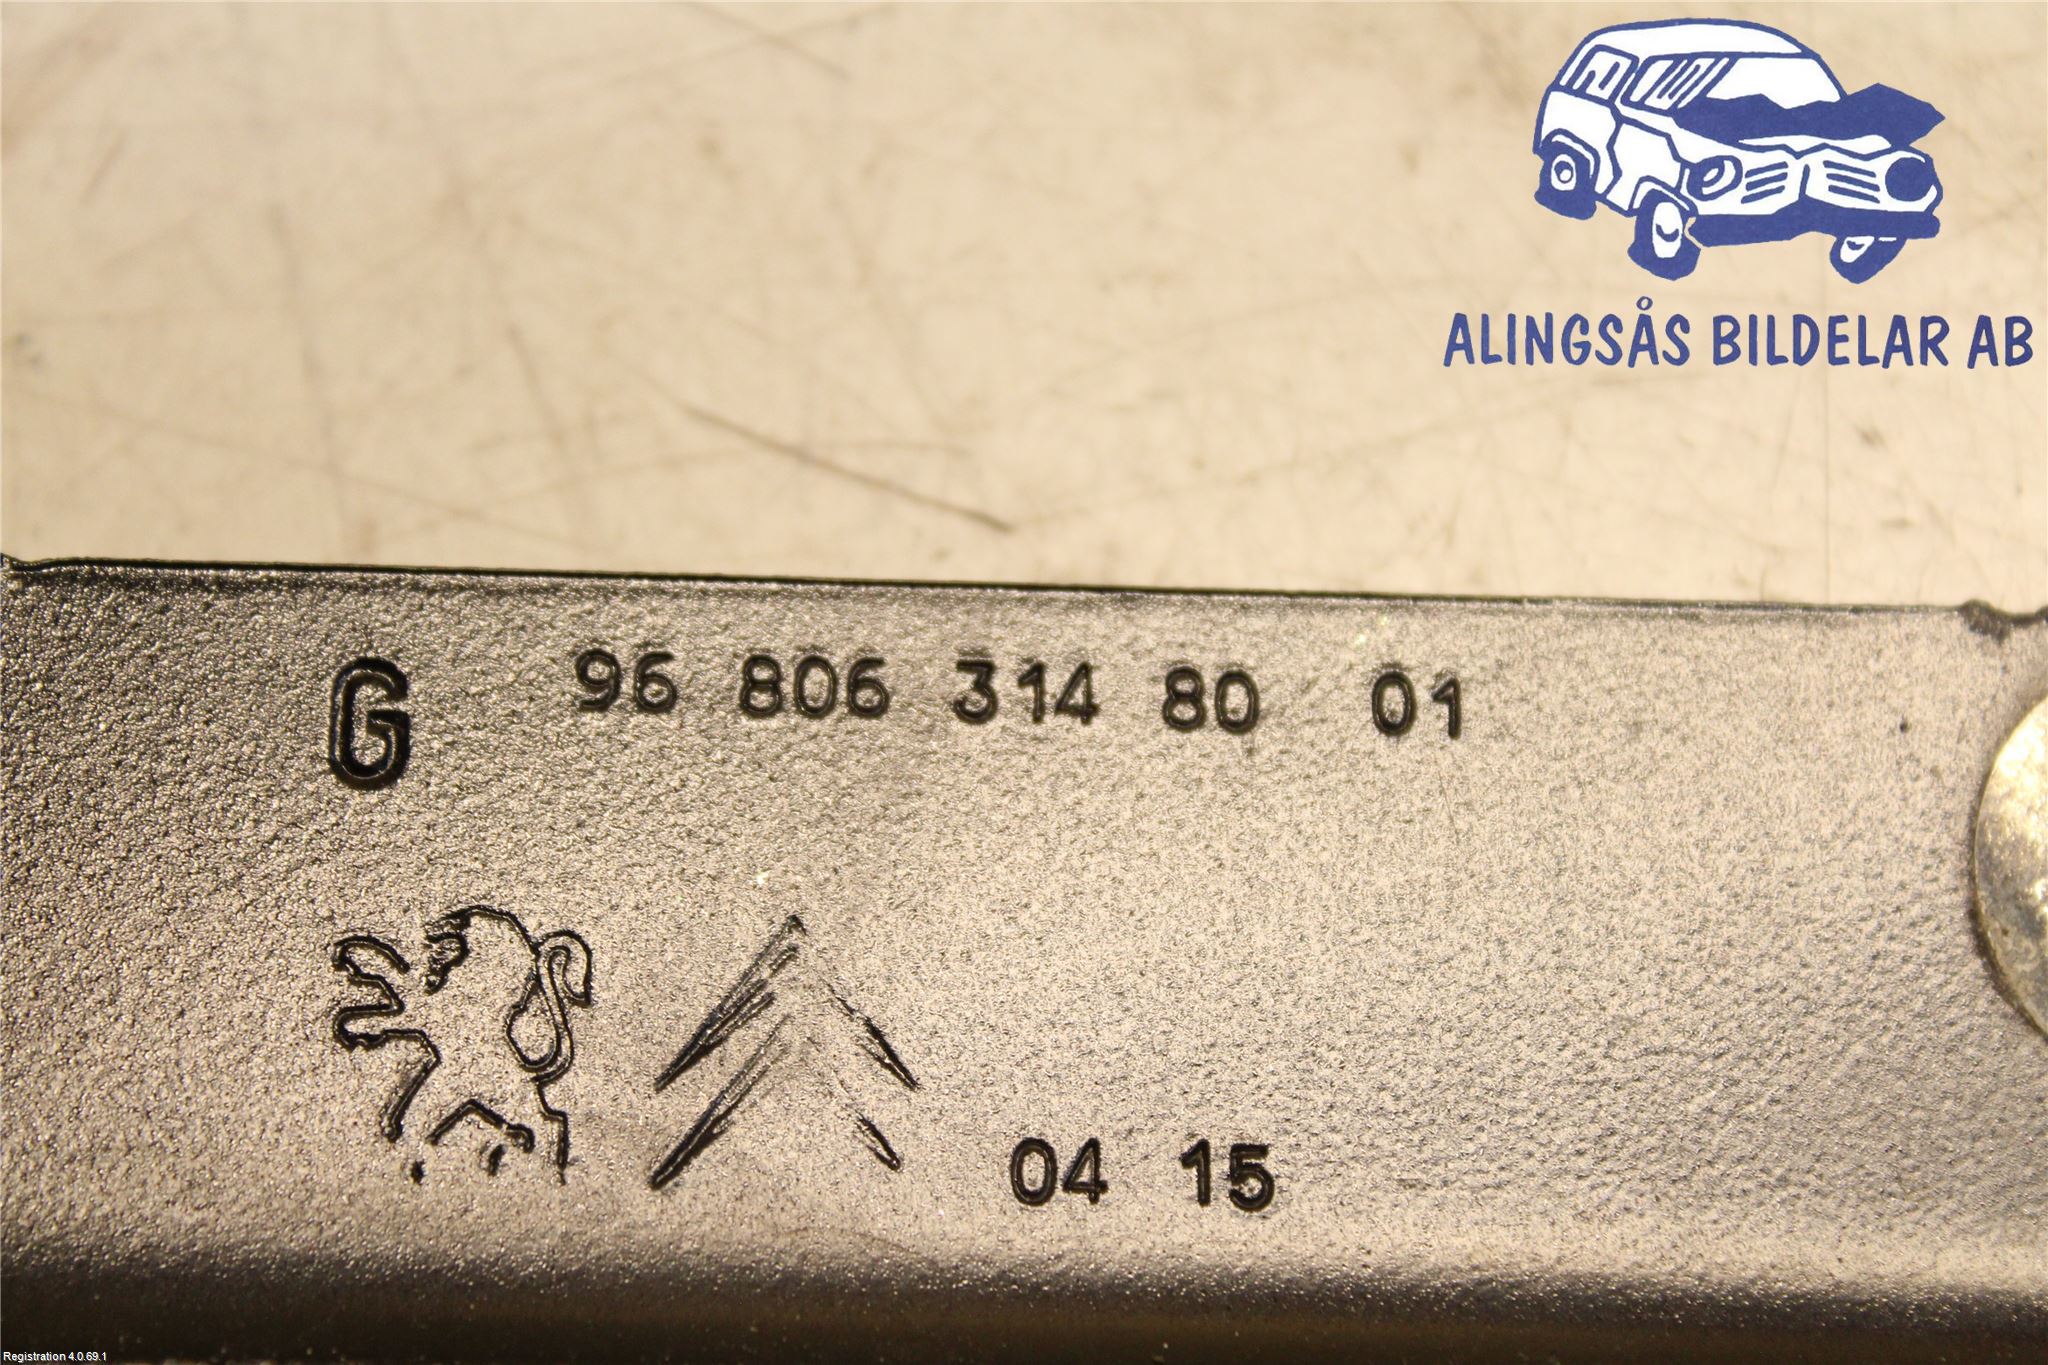 ALINGSÅS BILDELAR AB
G 96 806 314 80 01
04 15
Registration 4.0.69.1